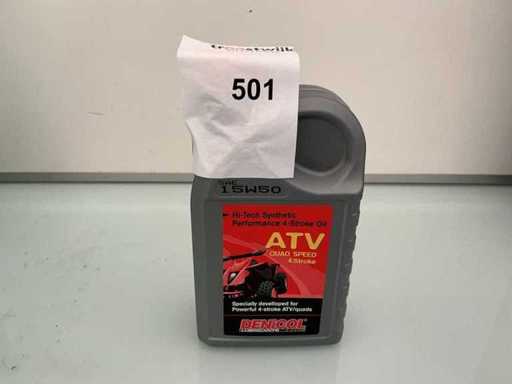 501
SAE
15W50
Hi-Tech Synthetic
Performance 4-Stroke Oil
ATV
QUAD SPEED
4-Stroke
Specially developed for
Powerful 4-stroke ATV/quads
DENICOL
LUBRICANTS